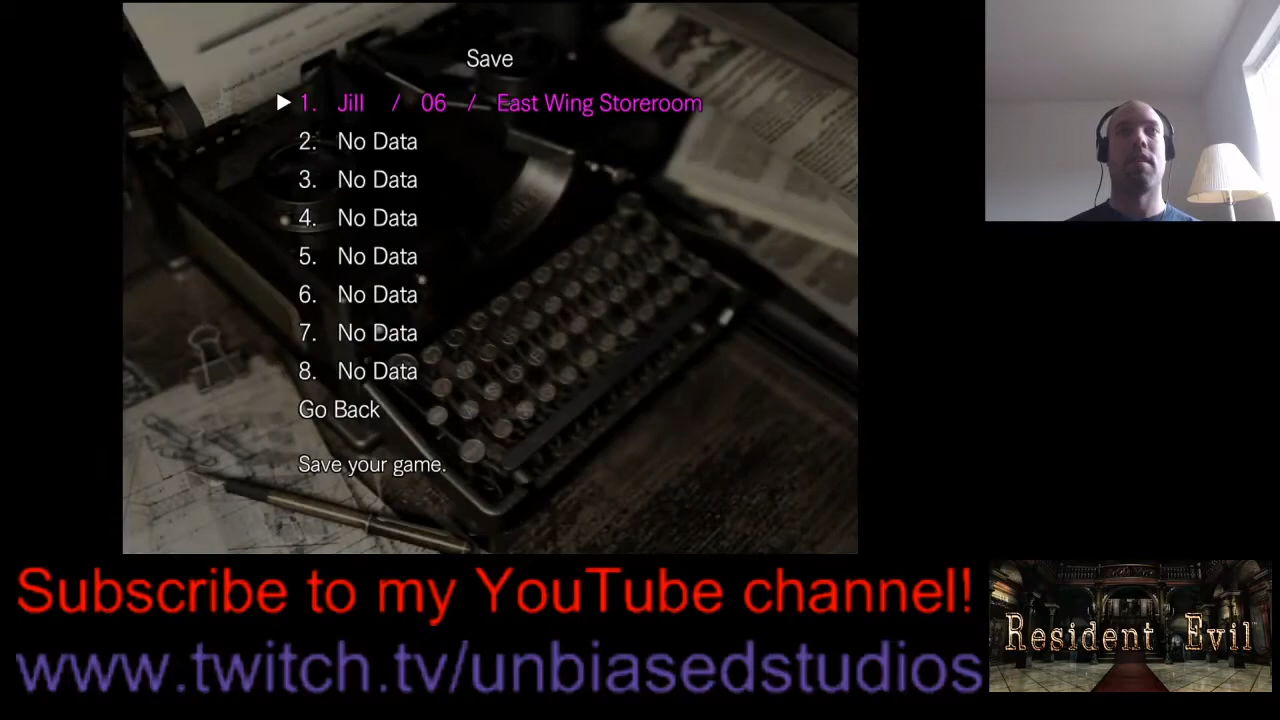 Save
1. Jill / 06 / East Wing Storeroom
2. No Data
3. No Data
4. No Data
5. No Data
6. No Data
7. No Data
8. No Data
Go Back
Save your game.
Subscribe to my YouTube channel!
www.twitch.tv/unbiasedstudios
Resident Evil